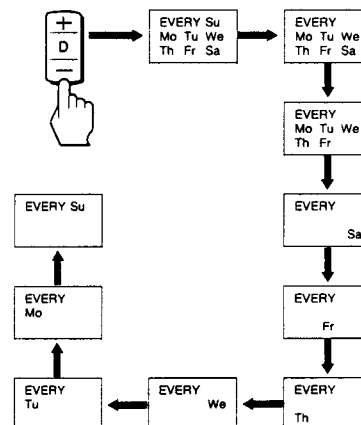 +
D
−
EVERY Su
Mo Tu We
Th Fr Sa
EVERY
Mo Tu We
Th Fr Sa
EVERY
Mo Tu We
Th Fr
EVERY
Sa
EVERY
Fr
EVERY
Th
EVERY
We
EVERY
Tu
EVERY
Mo
EVERY Su